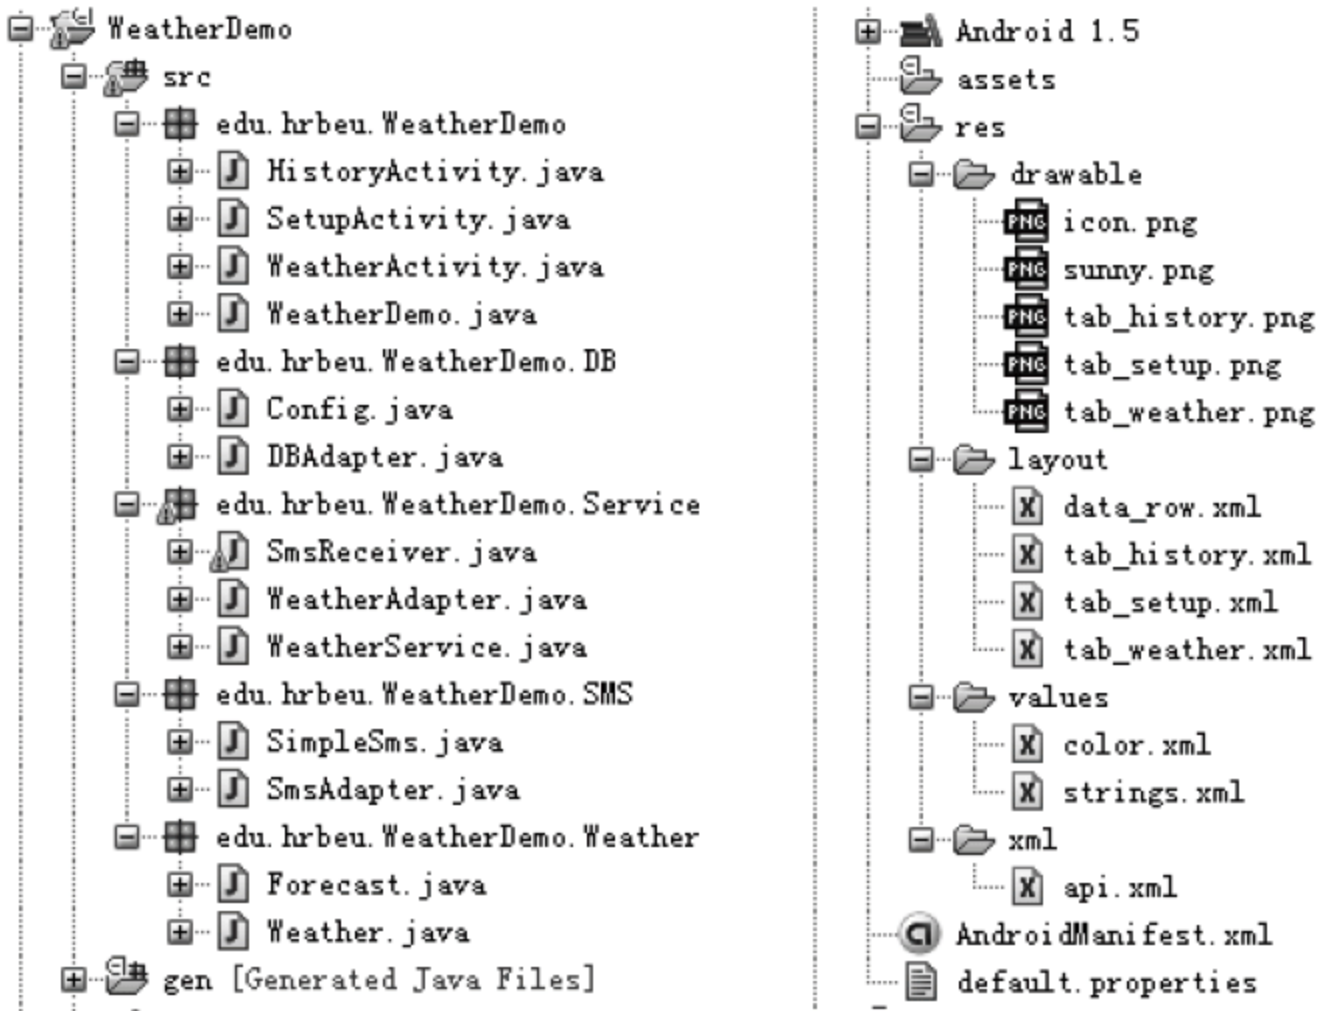 WeatherDemo
src
edu.hrbeu.WeatherDemo
HistoryActivity.java
SetupActivity.java
WeatherActivity.java
WeatherDemo.java
edu.hrbeu.WeatherDemo.DB
Config.java
DBAdapter.java
edu.hrbeu.WeatherDemo.Service
SmsReceiver.java
WeatherAdapter.java
WeatherService.java
edu.hrbeu.WeatherDemo.SMS
SimpleSms.java
SmsAdapter.java
edu.hrbeu.WeatherDemo.Weather
Forecast.java
Weather.java
gen [Generated Java Files]
Android 1.5
assets
res
drawable
PNG icon.png
PNG sunny.png
PNG tab_history.png
PNG tab_setup.png
PNG tab_weather.png
layout
data_row.xml
tab_history.xml
tab_setup.xml
tab_weather.xml
values
color.xml
strings.xml
xml
api.xml
AndroidManifest.xml
default.properties